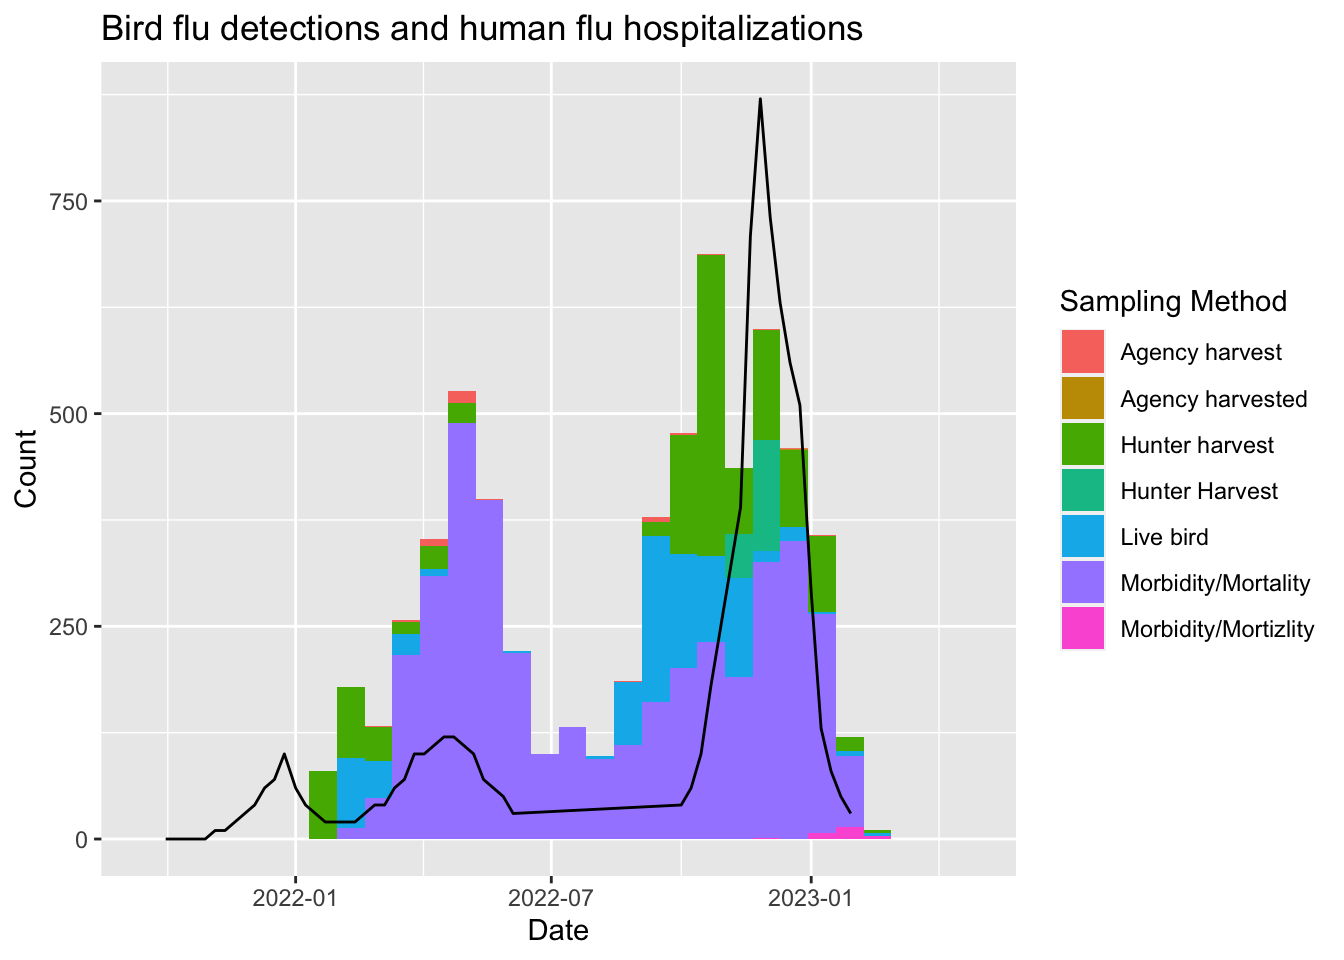 Bird flu detections and human flu hospitalizations
Count
750
500
250
0
2022-01
2022-07
2023-01
Date
Sampling Method
Agency harvest
Agency harvested
Hunter harvest
Hunter Harvest
Live bird
Morbidity/Mortality
Morbidity/Mortizlity